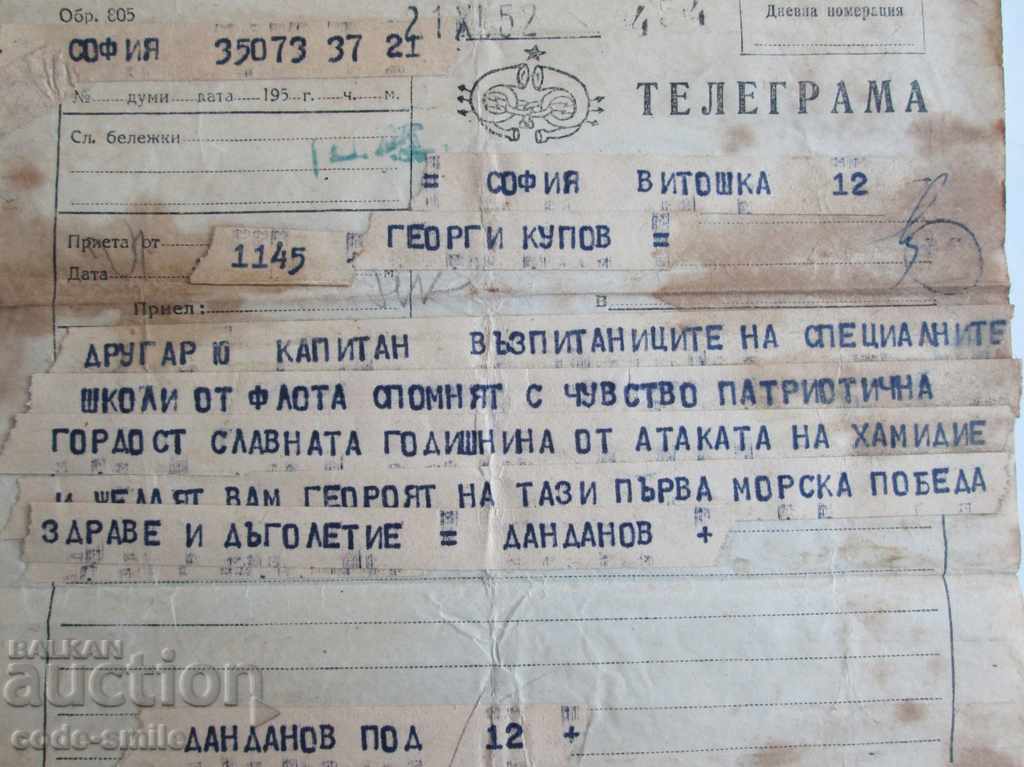 Обр. 805
21 XI.52
Дневна номерация
СОФИЯ 35073 37 21
№ думи дата 195 г. ч. м.
ТЕЛЕГРАМА
Сл. бележки
= СОФИЯ ВИТОШКА 12
Приета от
ГЕОРГИ КУПОВ =
1145
Дата м
Приел: В
ДРУГАР Ю КАПИТАН ВЪЗПИТАНИЦИТЕ НА СПЕЦИАЛНИТЕ
ШКОЛИ ОТ ФЛОТА СПОМНЯТ С ЧУВСТВО ПАТРИОТИЧНА
ГОРДОСТ СЛАВНАТА ГОДИШНИНА ОТ АТАКАТА НА ХАМИДИЕ
И ВАМ ГЕОРОЯТ НА ТАЗИ ПЪРВА МОРСКА ПОБЕДА
ЗДРАВЕ И ДЪГОЛЕТИЕ = ДАНДАНОВ +
BALKAN
auction
code-smile
ДАНДАНОВ ПОД 12 +